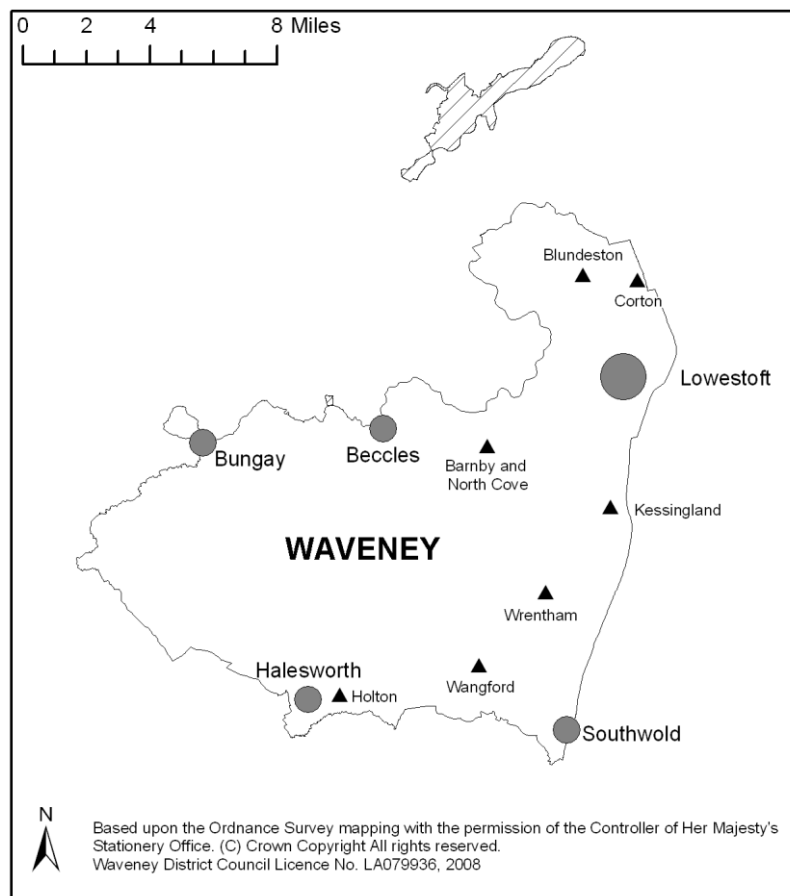 0 2 4 8 Miles
Blundeston
Corton
Lowestoft
Beccles
Bungay
Barnby and
North Cove
Kessingland
WAVENEY
Wrentham
Halesworth
Holton
Wangford
Southwold
N
Based upon the Ordnance Survey mapping with the permission of the Controller of Her Majesty's
Stationery Office. (C) Crown Copyright All rights reserved.
Waveney District Council Licence No. LA079936, 2008